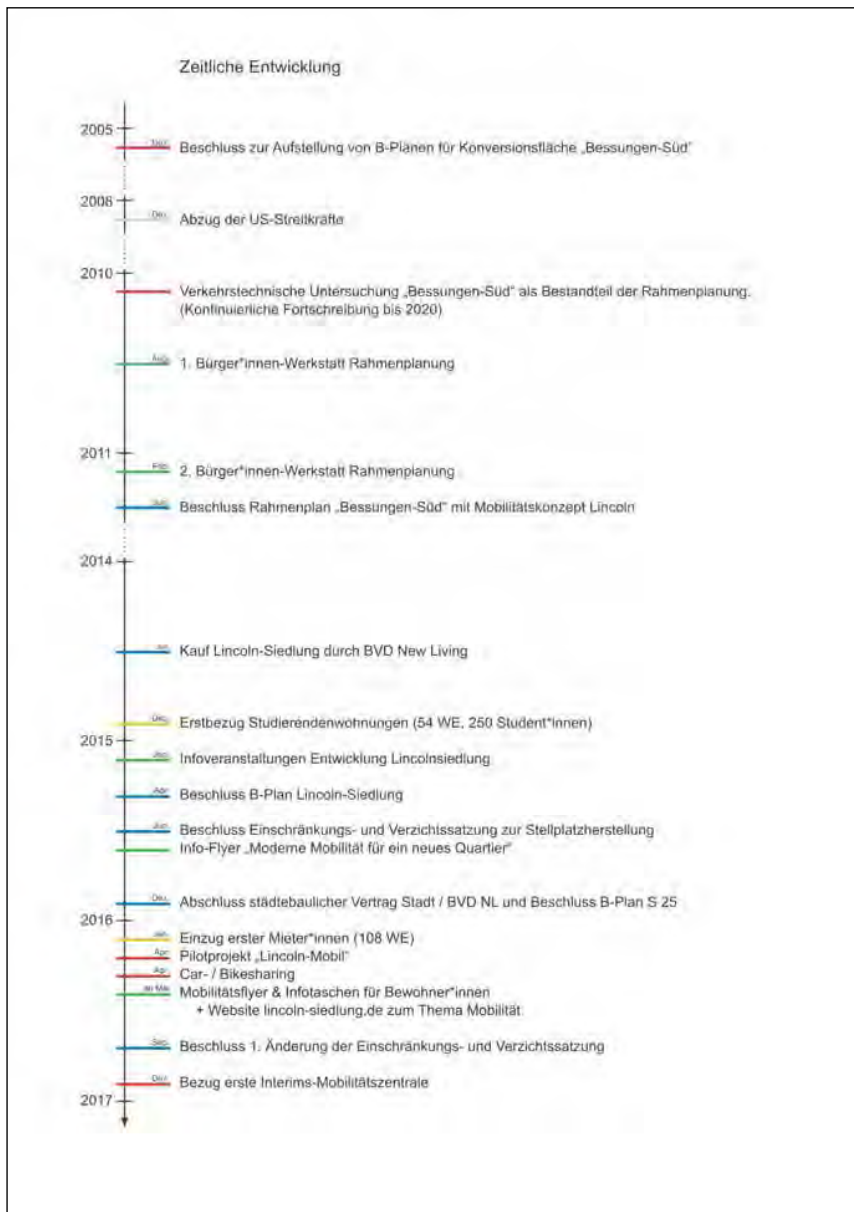 Zeitliche Entwicklung
2005
Beschluss zur Aufstellung von B-Plänen für Konversionsfläche „Bessungen-Süd“
2008
Dez. Abzug der US-Streitkräfte
2010
Verkehrstechnische Untersuchung „Bessungen-Süd“ als Bestandteil der Rahmenplanung.
(Kontinuierliche Fortschreibung bis 2020)
1. Bürger*innen-Werkstatt Rahmenplanung
2011
Feb. 2. Bürger*innen-Werkstatt Rahmenplanung
Beschluss Rahmenplan „Bessungen-Süd“ mit Mobilitätskonzept Lincoln
2014
Kauf Lincoln-Siedlung durch BVD New Living
Dez. Erstbezug Studierendenwohnungen (54 WE, 250 Student*innen)
2015
Infoveranstaltungen Entwicklung Lincolnsiedlung
Apr. Beschluss B-Plan Lincoln-Siedlung
Jun. Beschluss Einschränkungs- und Verzichtssatzung zur Stellplatzherstellung
Info-Flyer „Moderne Mobilität für ein neues Quartier“
Dez. Abschluss städtebaulicher Vertrag Stadt / BVD NL und Beschluss B-Plan S 25
2016
Jan. Einzug erster Mieter*innen (108 WE)
Apr. Pilotprojekt „Lincoln-Mobil“
Apr. Car- / Bikesharing
ab Mai Mobilitätsflyer & Infotaschen für Bewohner*innen
+ Website lincoln-siedlung.de zum Thema Mobilität
Sep. Beschluss 1. Änderung der Einschränkungs- und Verzichtssatzung
Dez. Bezug erste Interims-Mobilitätszentrale
2017